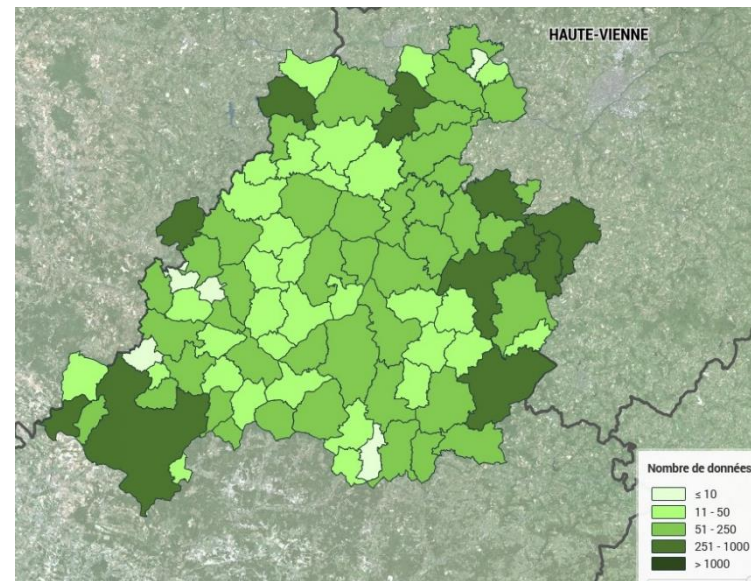 HAUTE-VIENNE
Nombre de données
≤ 10
11 - 50
51 - 250
251 - 1000
> 1000